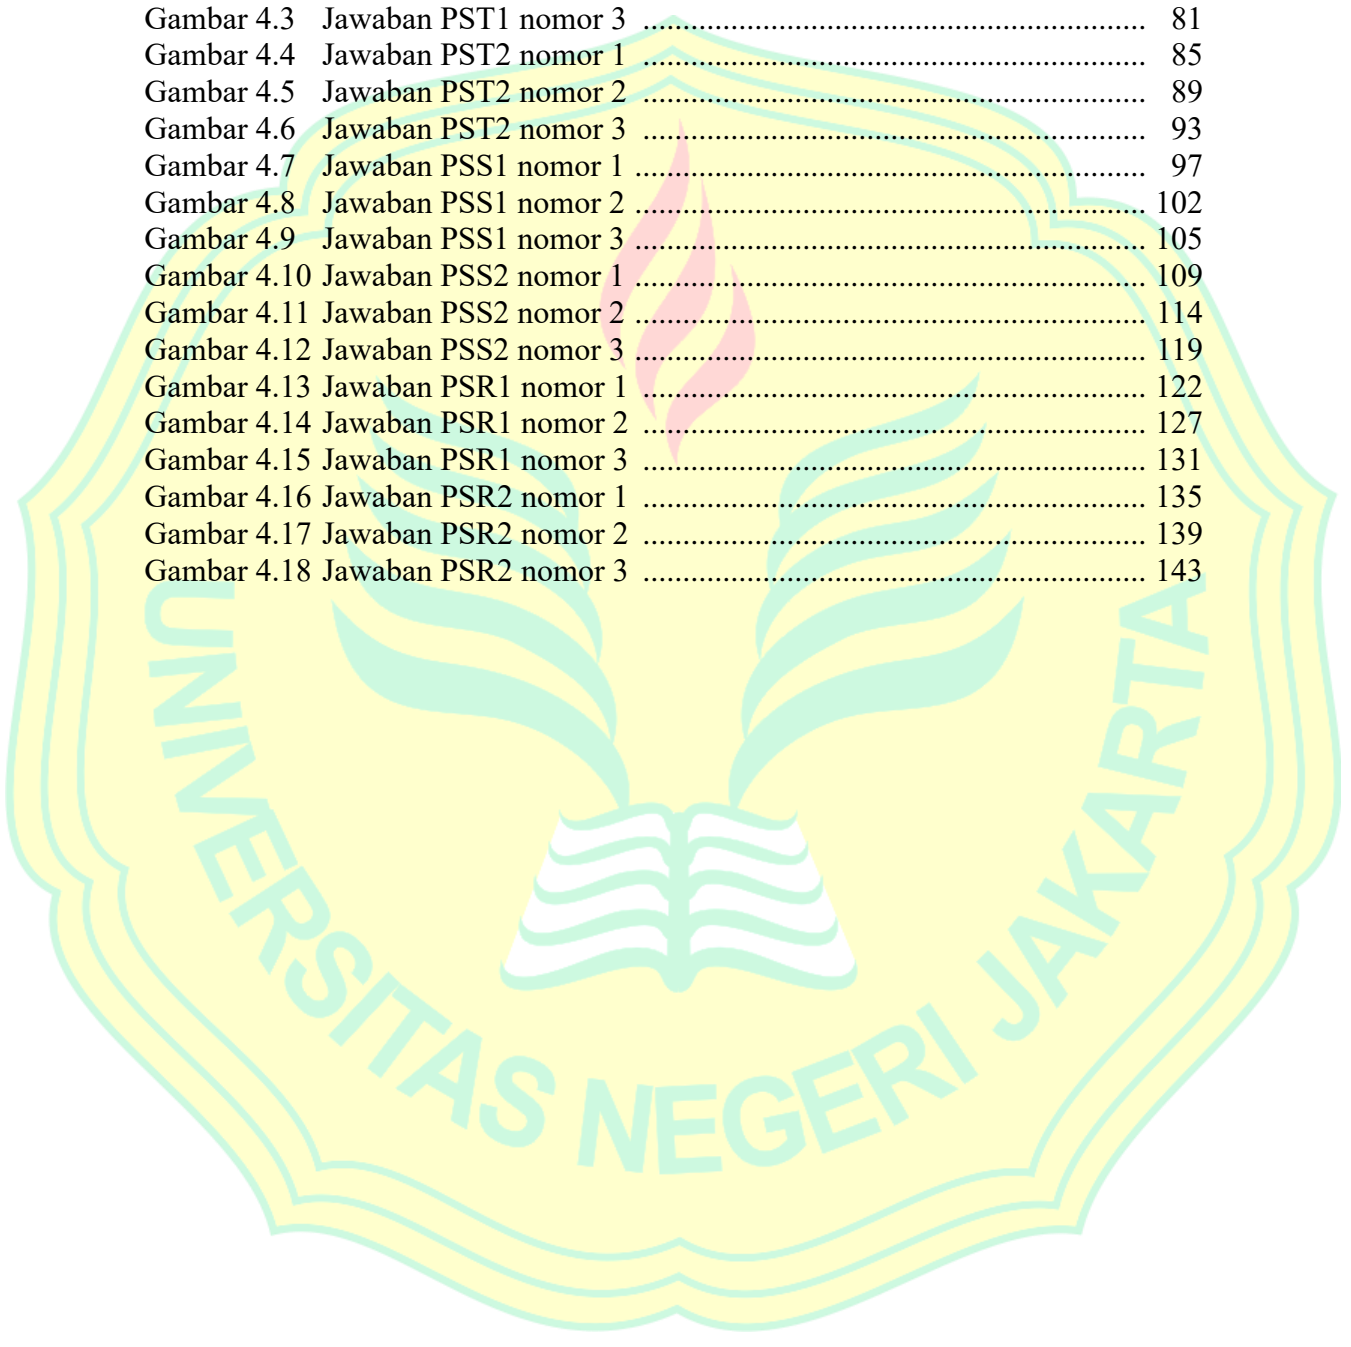 Gambar 4.3 Jawaban PST1 nomor 3 ................................................................ 81
Gambar 4.4 Jawaban PST2 nomor 1 ................................................................ 85
Gambar 4.5 Jawaban PST2 nomor 2 ................................................................ 89
Gambar 4.6 Jawaban PST2 nomor 3 ................................................................ 93
Gambar 4.7 Jawaban PSS1 nomor 1 ................................................................. 97
Gambar 4.8 Jawaban PSS1 nomor 2 ................................................................. 102
Gambar 4.9 Jawaban PSS1 nomor 3 ................................................................. 105
Gambar 4.10 Jawaban PSS2 nomor 1 ................................................................. 109
Gambar 4.11 Jawaban PSS2 nomor 2 ................................................................. 114
Gambar 4.12 Jawaban PSS2 nomor 3 ................................................................. 119
Gambar 4.13 Jawaban PSR1 nomor 1 ................................................................ 122
Gambar 4.14 Jawaban PSR1 nomor 2 ................................................................ 127
Gambar 4.15 Jawaban PSR1 nomor 3 ................................................................ 131
Gambar 4.16 Jawaban PSR2 nomor 1 ................................................................ 135
Gambar 4.17 Jawaban PSR2 nomor 2 ................................................................ 139
Gambar 4.18 Jawaban PSR2 nomor 3 ................................................................ 143
UNIVERSITAS NEGERI JAKARTA